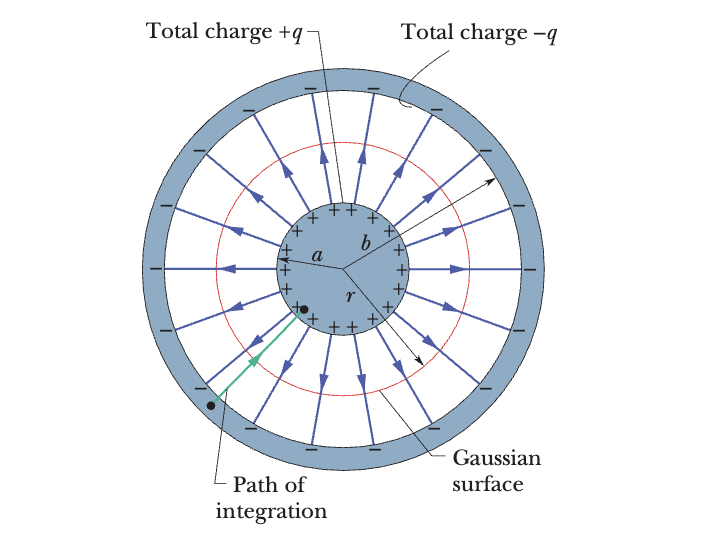 Total charge +q
Total charge –q
a
b
r
Gaussian
surface
Path of
integration